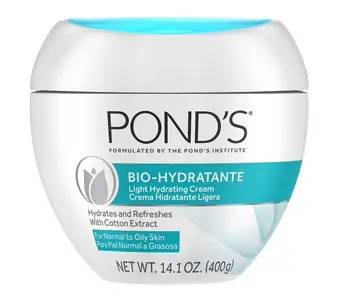 POND'S
FORMULATED BY THE POND'S INSTITUTE
BIO-HYDRATANTE
Light Hydrating Cream
Crema Hidratante Ligera
Hydrates and Refreshes
With Cotton Extract
For Normal to Oily Skin
Para Piel Normal a Grasosa
NET WT. 14.1 OZ. (400g)